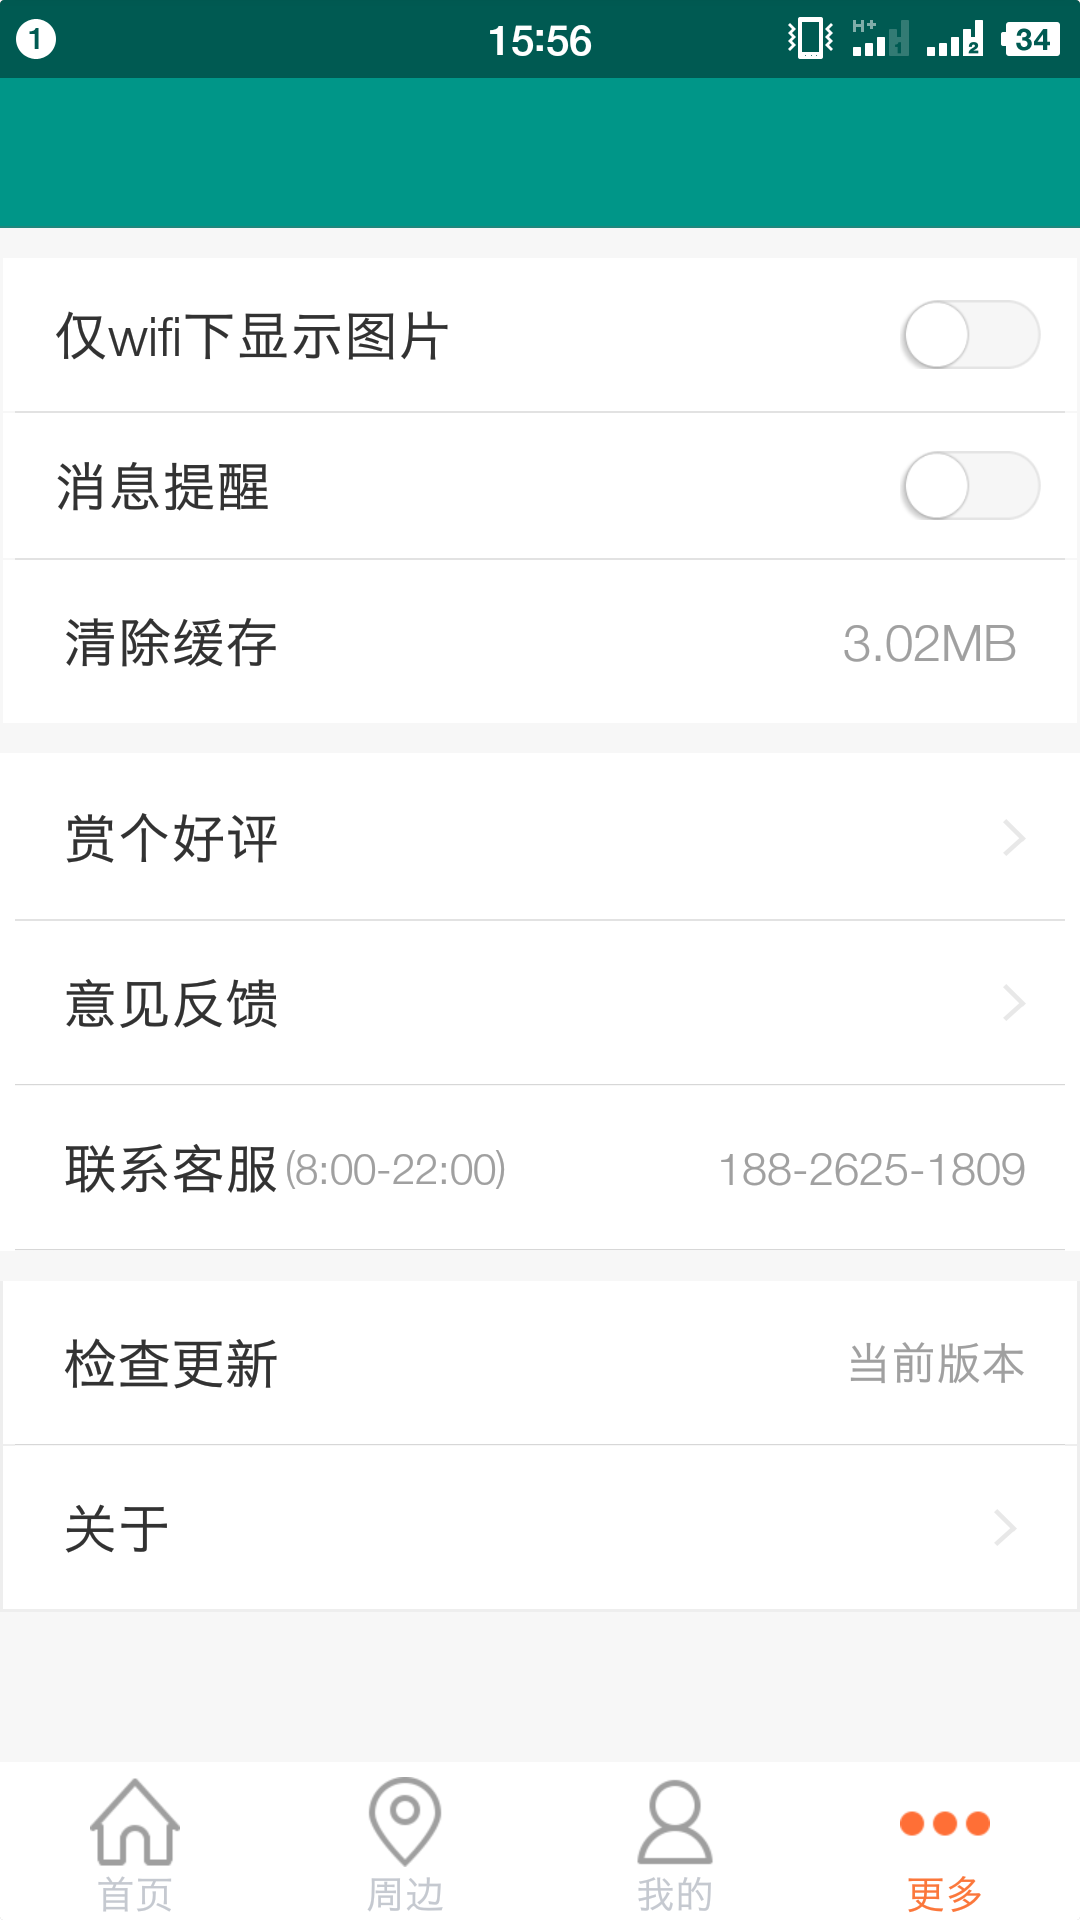 1 15:56 H+ 1 2 34
仅wifi下显示图片
消息提醒
清除缓存 3.02MB
赏个好评
意见反馈
联系客服(8:00-22:00) 188-2625-1809
检查更新 当前版本
关于
首页 周边 我的 更多